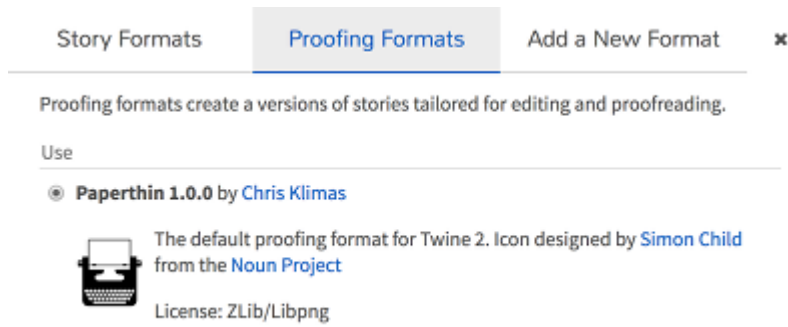 Story Formats Proofing Formats Add a New Format ✖
Proofing formats create a versions of stories tailored for editing and proofreading.
Use
Paperthin 1.0.0 by Chris Klimas
The default proofing format for Twine 2. Icon designed by Simon Child
from the Noun Project
License: ZLib/Libpng